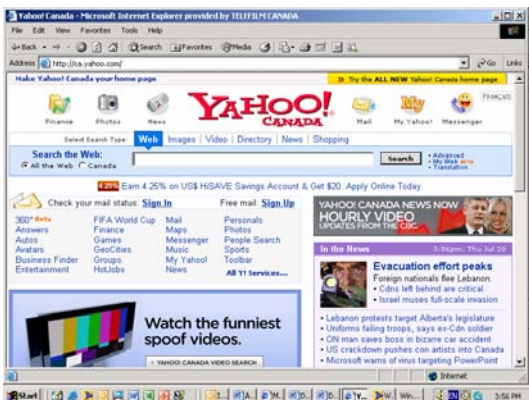 Yahoo! Canada - Microsoft Internet Explorer provided by TELEFILM CANADA
File Edit View Favorites Tools Help
Back Search Favorites Media
Address http://ca.yahoo.com/ Go Links
Make Yahoo! Canada your home page
Try the ALL NEW Yahoo! Canada home page
Finance Photos News YAHOO! CANADA Mail My Yahoo! Messenger Français
Select Search Type: Web Images Video Directory News Shopping
Search the Web: Search
All the Web Canada
Advanced
My Web BETA
Translation
4.25% Earn 4.25% on US$ HiSAVE Savings Account & Get $20. Apply Online Today.
Check your mail status: Sign In Free mail: Sign Up
360° Beta FIFA World Cup Mail Personals
Answers Finance Maps Photos
Autos Games Messenger People Search
Avatars GeoCities Music Sports
Business Finder Groups My Yahoo! Toolbar
Entertainment HotJobs News All Y! Services...
YAHOO! CANADA NEWS NOW
HOURLY VIDEO
UPDATES FROM THE CBC
In the News 3:56pm, Thu Jul 20
Evacuation effort peaks
Foreign nationals flee Lebanon.
• Cdns left behind are critical
• Israel muses full-scale invasion
• Lebanon protests target Alberta's legislature
• Uniforms failing troops, says ex-Cdn soldier
• ON man saves boss in bizarre car accident
• US crackdown pushes con artists into Canada
• Microsoft warns of virus targeting PowerPoint
Watch the funniest
spoof videos.
YAHOO! CANADA VIDEO SEARCH
Internet
Start EN 3:56 PM